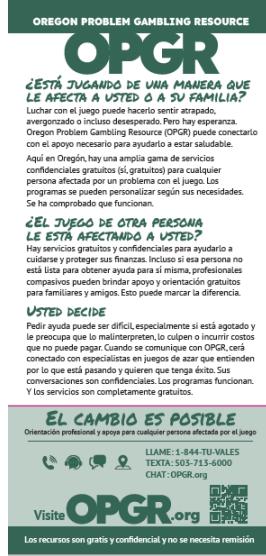 OREGON PROBLEM GAMBLING RESOURCE
OPGR
¿ESTÁ JUGANDO DE UNA MANERA QUE
LE AFECTA A USTED O A SU FAMILIA?
Luchar con el juego puede hacerlo sentir atrapado,
avergonzado o incluso desesperado. Pero hay esperanza.
Oregon Problem Gambling Resource (OPGR) puede conectarlo
con el apoyo necesario para ayudarlo a estar saludable.
Aquí en Oregón, hay una amplia gama de servicios
confidenciales gratuitos (sí, gratuitos) para cualquier
persona afectada por un problema con el juego. Los
programas se pueden personalizar según sus necesidades.
Se ha comprobado que funcionan.
¿EL JUEGO DE OTRA PERSONA
LE ESTÁ AFECTANDO A USTED?
Hay servicios gratuitos y confidenciales para ayudarlo a
cuidarse y proteger sus finanzas. Incluso si esa persona no
está lista para obtener ayuda para sí misma, profesionales
compasivos pueden brindar apoyo y orientación gratuitos
para familiares y amigos. Esto puede marcar la diferencia.
USTED DECIDE
Pedir ayuda puede ser difícil, especialmente si está agotado y
le preocupa que lo malinterpreten, lo culpen o incurrir costos
que no puede pagar. Cuando se comunique con OPGR, cerá
conectado con especialistas en juegos de azar que entienden
por lo que está pasando y quieren que tenga éxito. Sus
conversaciones son confidenciales. Los programas funcionan.
Y los servicios son completamente gratuitos.
EL CAMBIO ES POSIBLE
Orientación profesional y apoya para cualquier persona afectada por el juego
LLAME: 1-844-TU-VALES
TEXTA: 503-713-6000
CHAT: OPGR.org
Visite OPGR.org
Los recursos son gratis y confidencial y no se necesita remisión